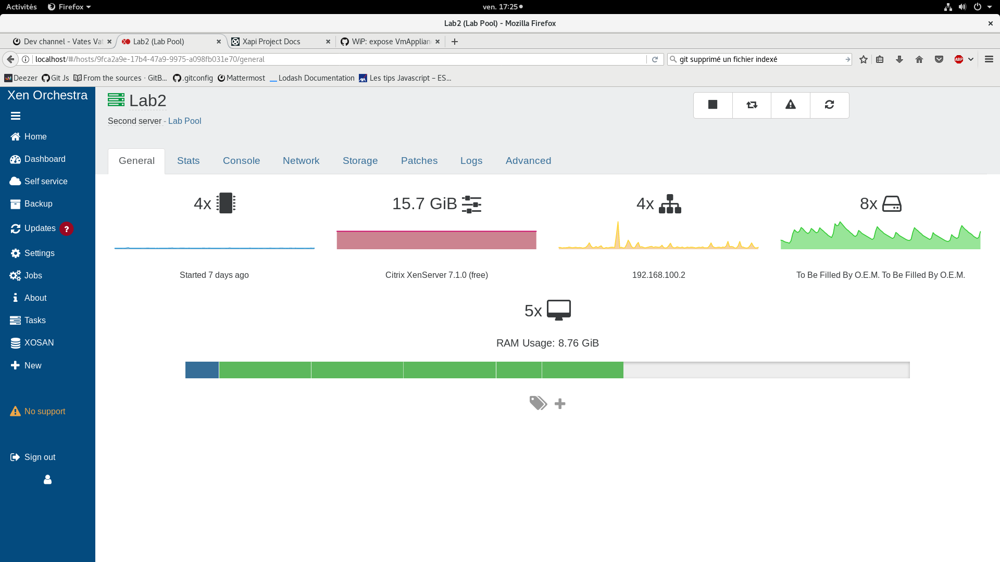 Activités Firefox ven. 17:25
Lab2 (Lab Pool) - Mozilla Firefox
Dev channel - Vates Vat Lab2 (Lab Pool) Xapi Project Docs WiP: expose VmApplian
localhost/#/hosts/9fca2a9e-17b4-47a9-9975-a098fb031e70/general git supprimé un fichier indexé ABP
Deezer Git Js From the sources · GitB... .gitconfig Mattermost Lodash Documentation AXA Les tips Javascript – ES...
Xen Orchestra
Home
Dashboard
Self service
Backup
Updates ?
Settings
Jobs
About
Tasks
XOSAN
New
No support
Sign out
Lab2
Second server - Lab Pool
General Stats Console Network Storage Patches Logs Advanced
4x 15.7 GiB 4x 8x
Started 7 days ago Citrix XenServer 7.1.0 (free) 192.168.100.2 To Be Filled By O.E.M. To Be Filled By O.E.M.
5x
RAM Usage: 8.76 GiB